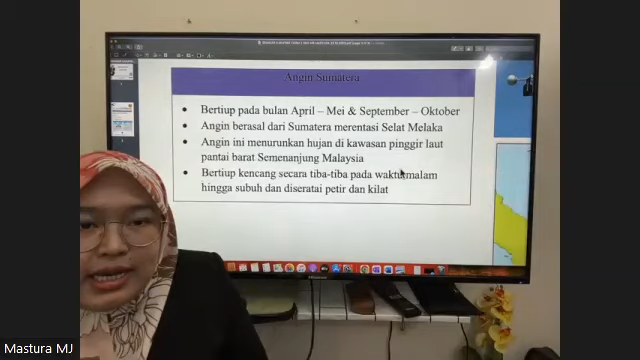 Angin Sumatera
• Bertiup pada bulan April – Mei & September – Oktober
• Angin berasal dari Sumatera merentasi Selat Melaka
• Angin ini menurunkan hujan di kawasan pinggir laut
pantai barat Semenanjung Malaysia
• Bertiup kencang secara tiba-tiba pada waktu malam
hingga subuh dan diseratai petir dan kilat
Mastura MJ